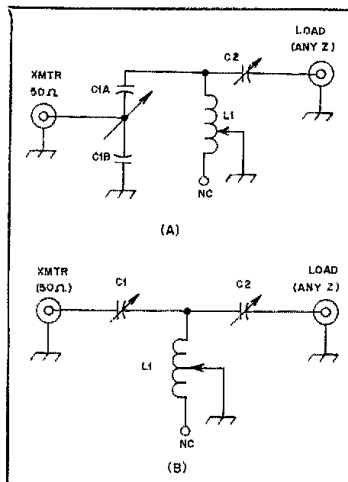 LOAD
(ANY Z)
XMTR
50Ω
C1A
C2
L1
C1B
NC
(A)
XMTR
(50Ω)
C1
C2
LOAD
(ANY Z)
L1
NC
(B)